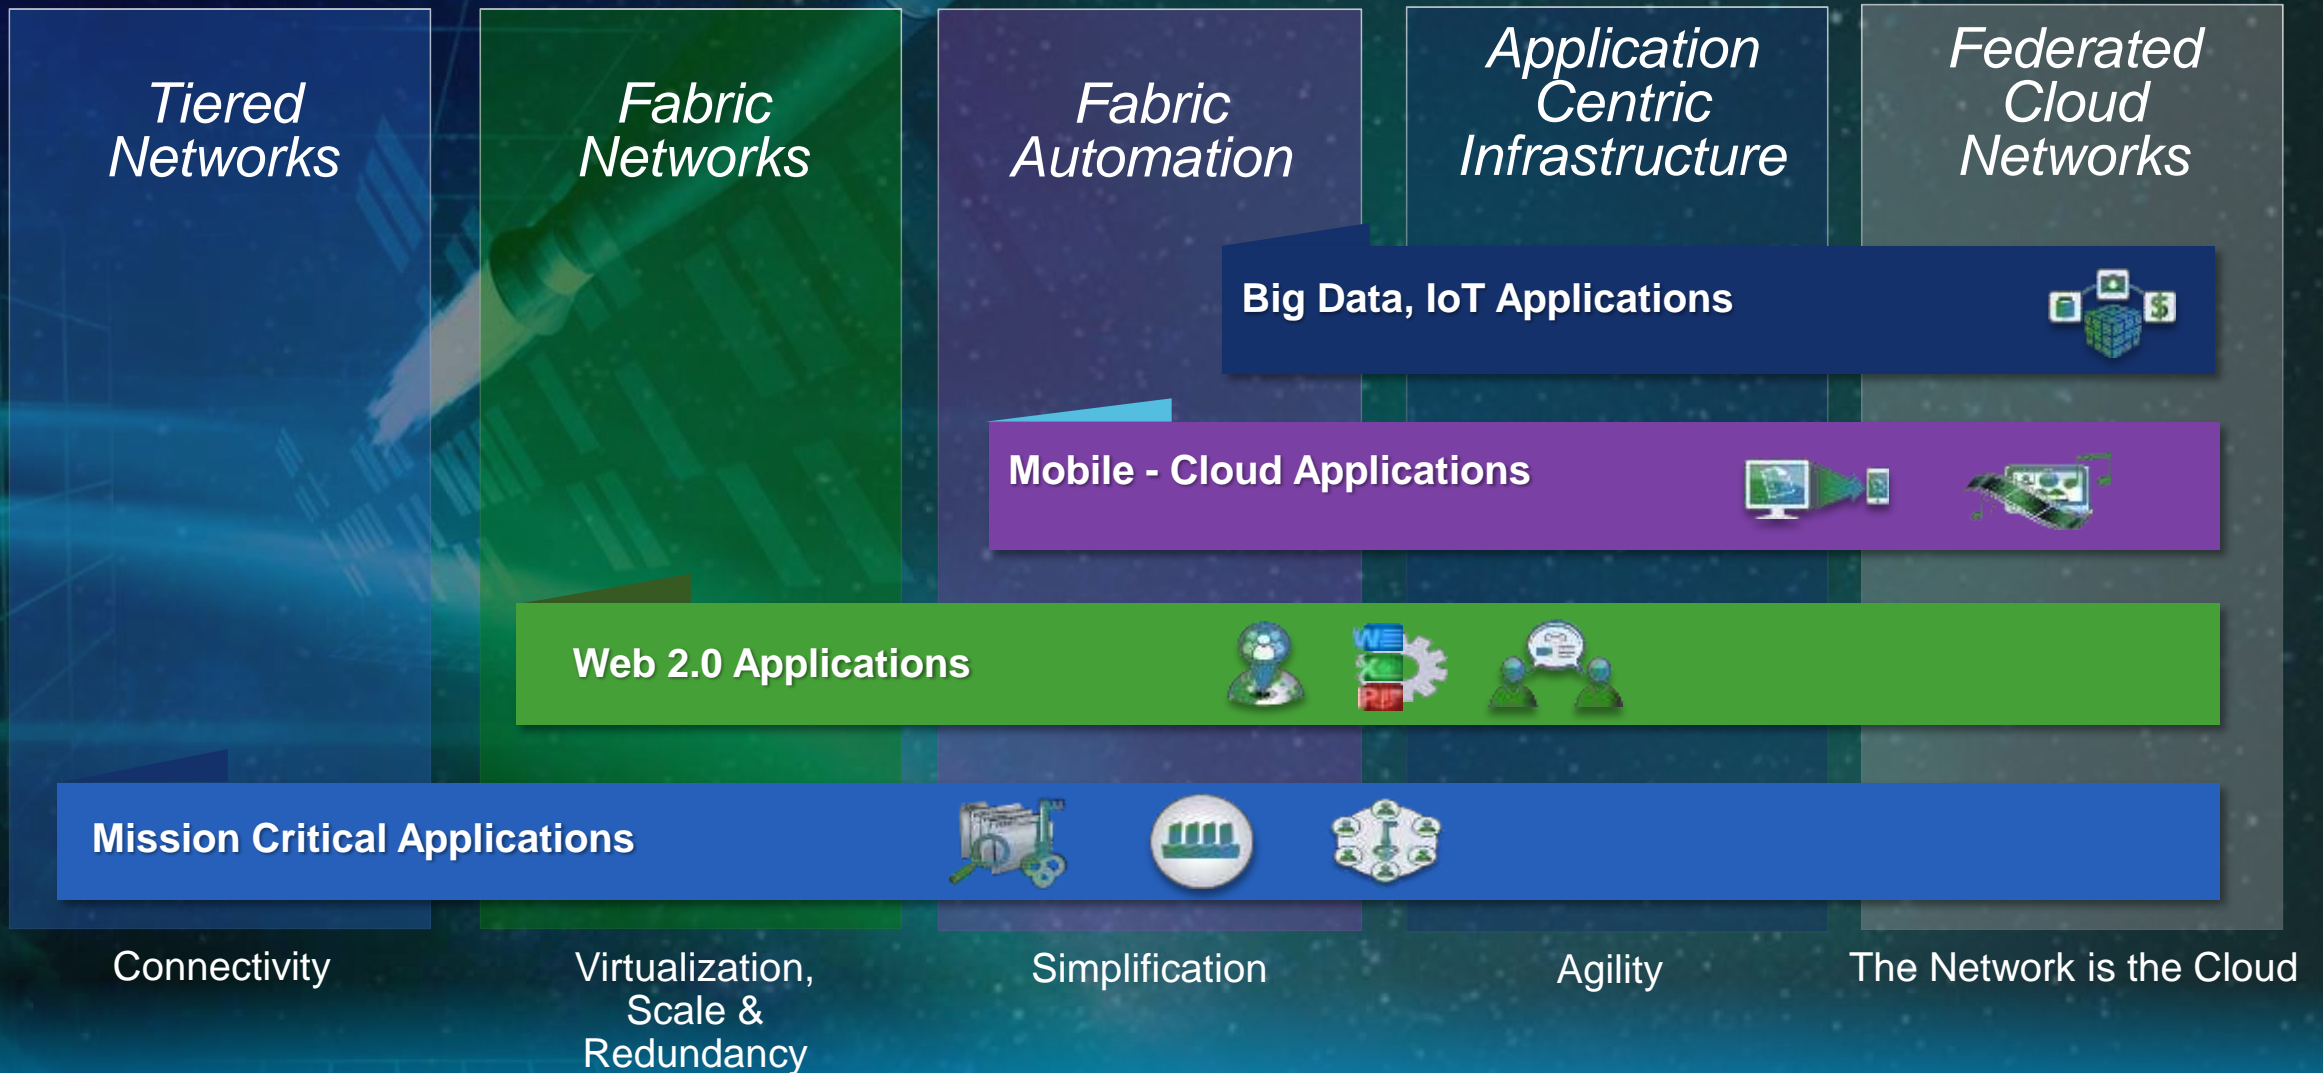 Tiered
Networks
Fabric
Networks
Fabric
Automation
Application
Centric
Infrastructure
Federated
Cloud
Networks
Big Data, IoT Applications
$
Mobile - Cloud Applications
Web 2.0 Applications
W
X
Mission Critical Applications
Connectivity
Virtualization,
Scale &
Redundancy
Simplification
Agility
The Network is the Cloud